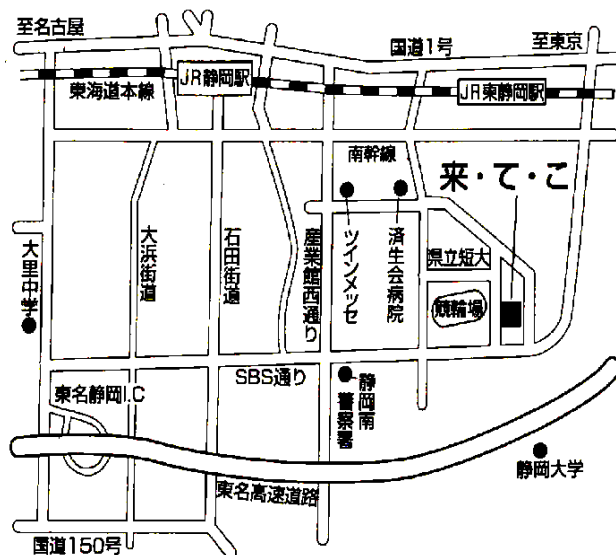 至名古屋
国道1号
至東京
東海道本線
JR静岡駅
JR東静岡駅
南幹線
来・て・こ
大里中学
大浜街道
石田街道
産業館西通り
ツインメッセ
済生会病院
県立短大
競輪場
SBS通り
東名静岡I.C
静岡南
警察署
東名高速道路
静岡大学
国道150号